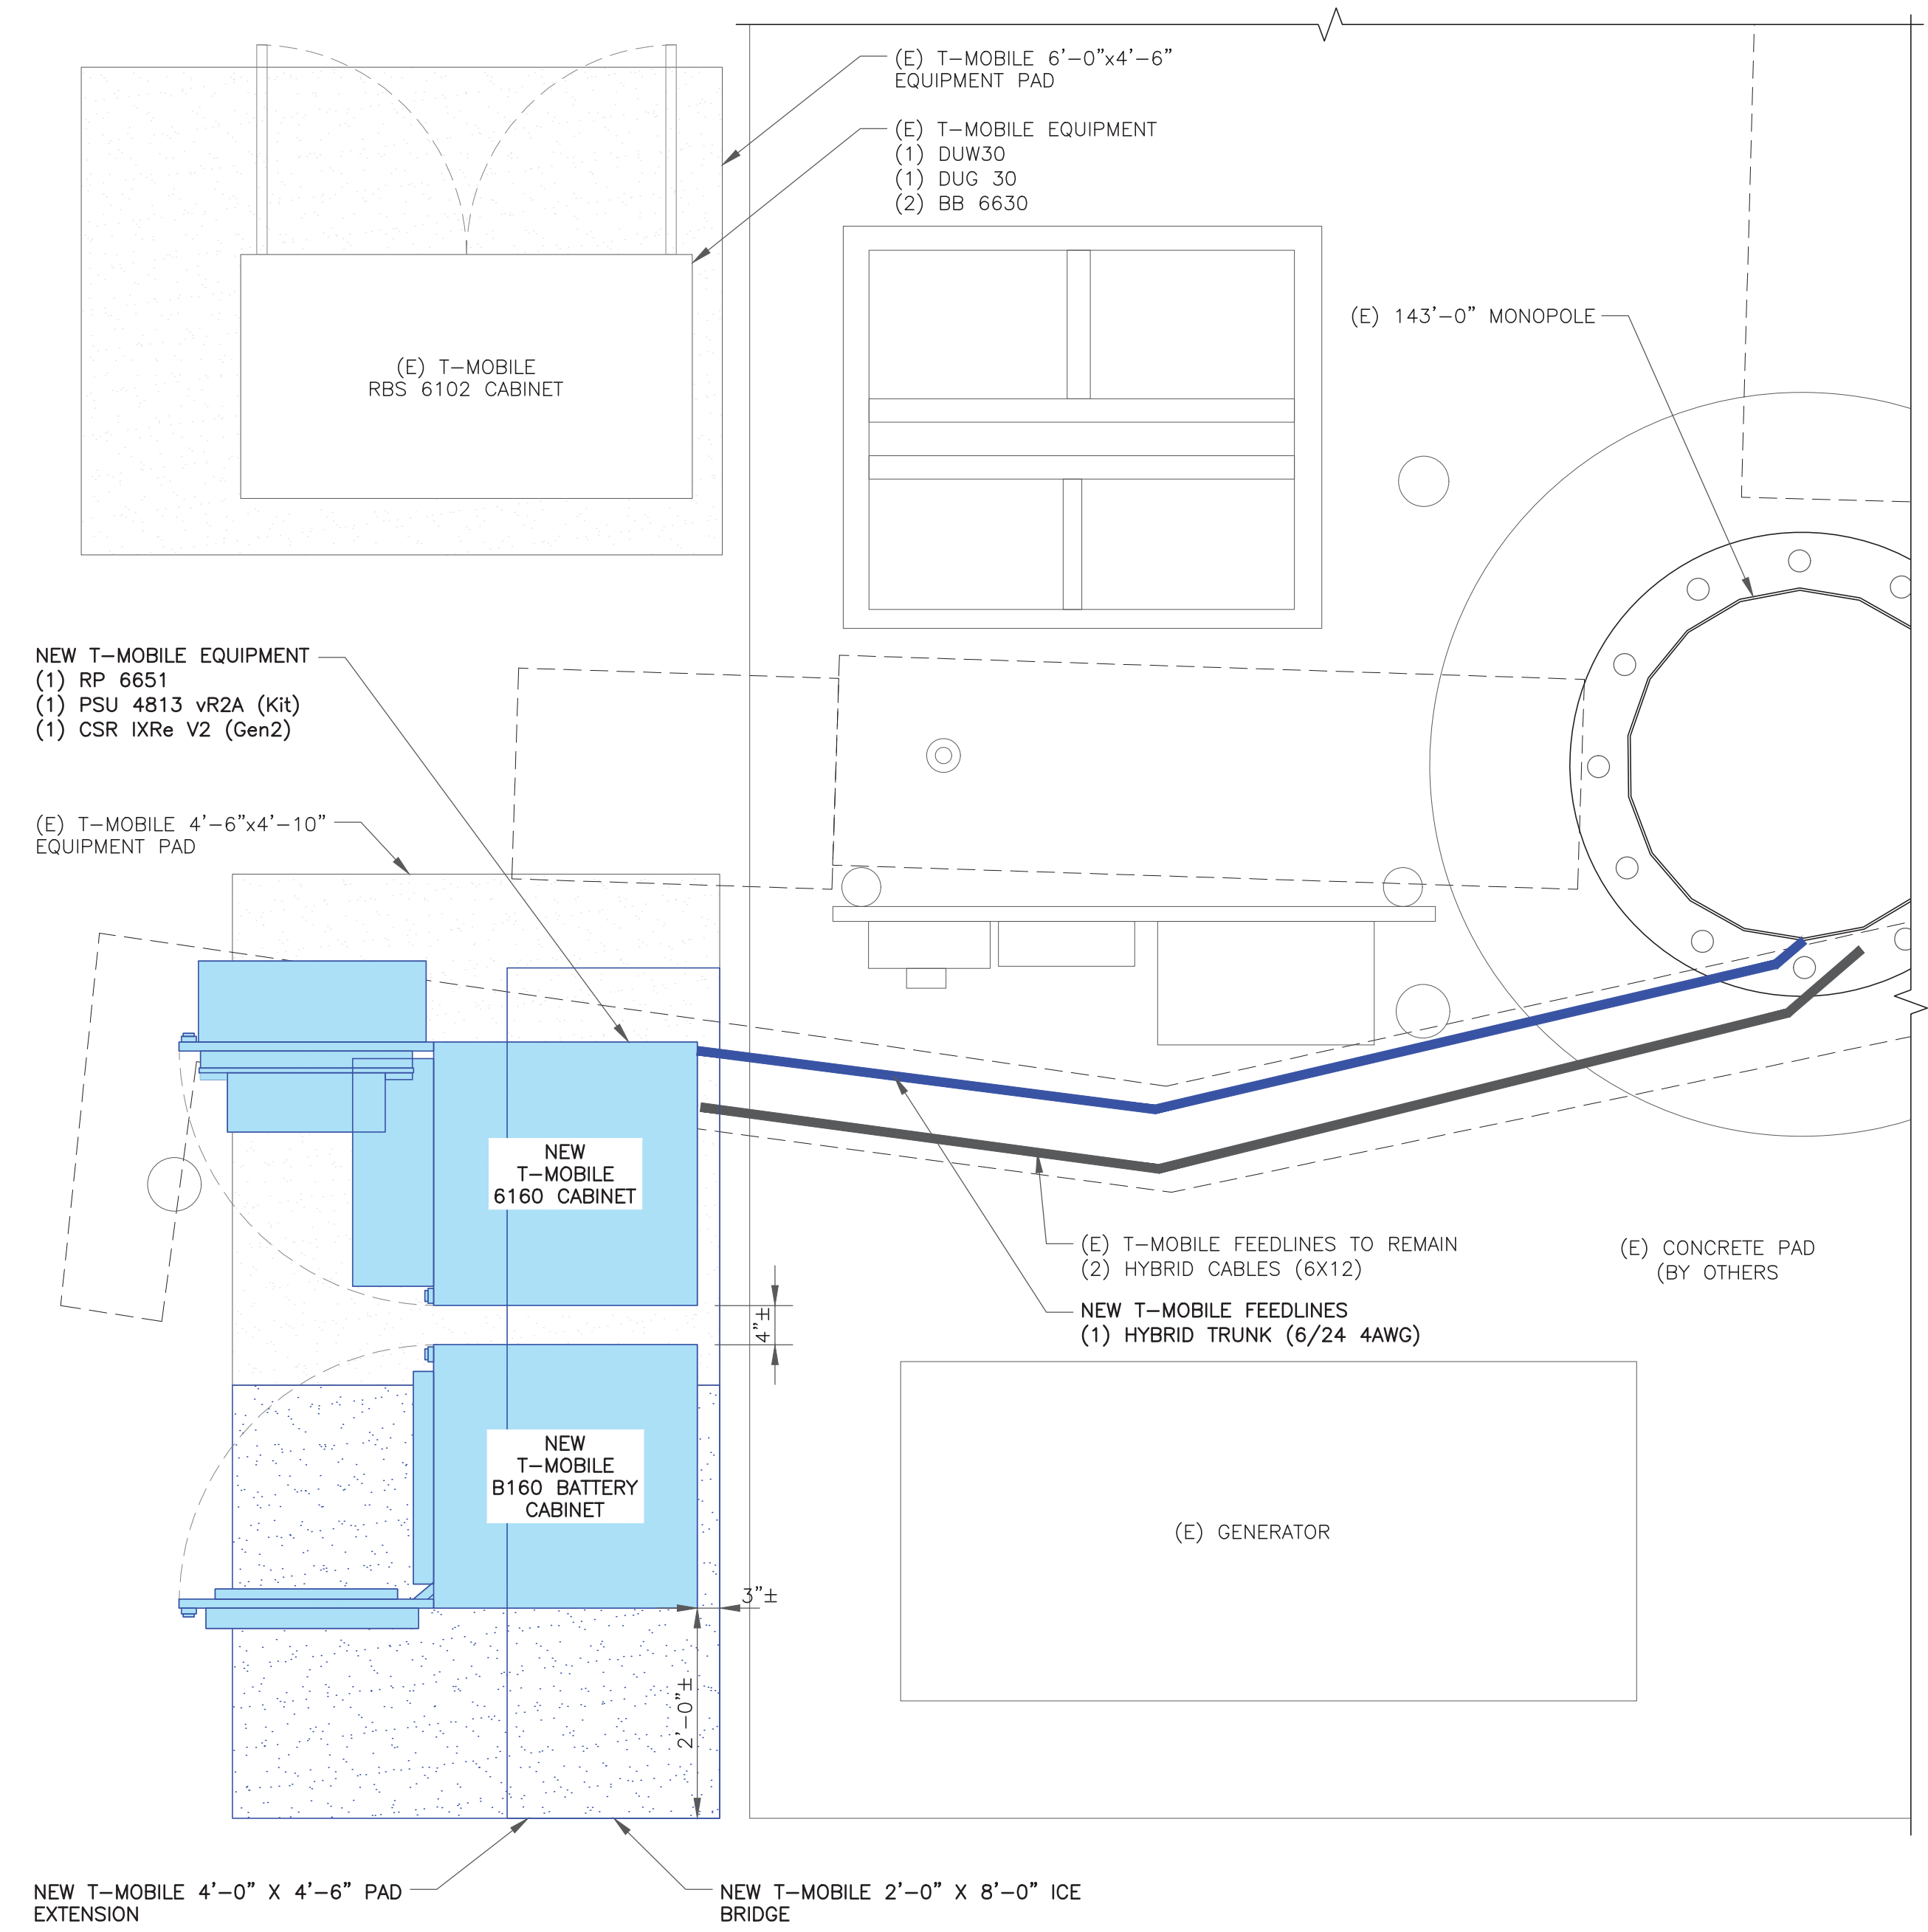 (E) T-MOBILE 6'-0"x4'-6"
EQUIPMENT PAD
(E) T-MOBILE EQUIPMENT
(1) DUW30
(1) DUG 30
(2) BB 6630
(E) 143'-0" MONOPOLE
(E) T-MOBILE
RBS 6102 CABINET
NEW T-MOBILE EQUIPMENT
(1) RP 6651
(1) PSU 4813 vR2A (Kit)
(1) CSR IXRe V2 (Gen2)
(E) T-MOBILE 4'-6"x4'-10"
EQUIPMENT PAD
NEW
T-MOBILE
6160 CABINET
(E) T-MOBILE FEEDLINES TO REMAIN
(2) HYBRID CABLES (6X12)
NEW T-MOBILE FEEDLINES
(1) HYBRID TRUNK (6/24 4AWG)
(E) CONCRETE PAD
(BY OTHERS
4"±
NEW
T-MOBILE
B160 BATTERY
CABINET
(E) GENERATOR
3"±
2'-0"±
NEW T-MOBILE 4'-0" X 4'-6" PAD
EXTENSION
NEW T-MOBILE 2'-0" X 8'-0" ICE
BRIDGE